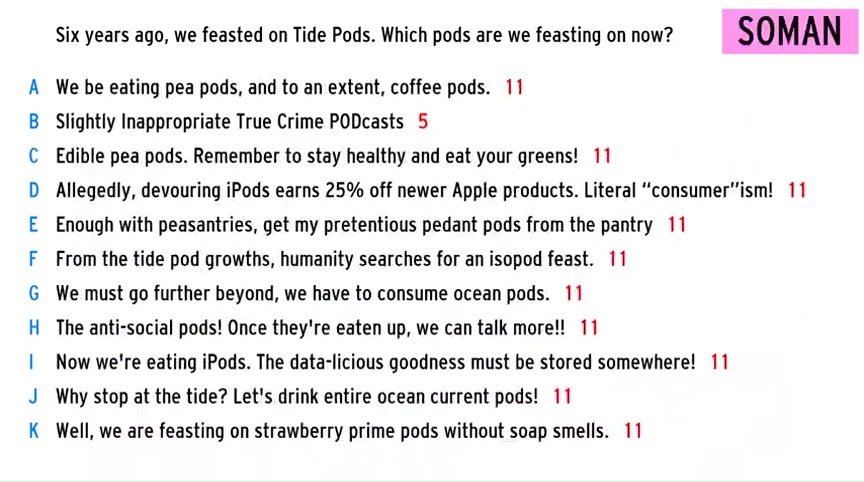 Six years ago, we feasted on Tide Pods. Which pods are we feasting on now?
SOMAN
A We be eating pea pods, and to an extent, coffee pods. 11
B Slightly Inappropriate True Crime PODcasts 5
C Edible pea pods. Remember to stay healthy and eat your greens! 11
D Allegedly, devouring iPods earns 25% off newer Apple products. Literal “consumer”ism! 11
E Enough with peasantries, get my pretentious pedant pods from the pantry 11
F From the tide pod growths, humanity searches for an isopod feast. 11
G We must go further beyond, we have to consume ocean pods. 11
H The anti-social pods! Once they're eaten up, we can talk more!! 11
I Now we're eating iPods. The data-licious goodness must be stored somewhere! 11
J Why stop at the tide? Let's drink entire ocean current pods! 11
K Well, we are feasting on strawberry prime pods without soap smells. 11